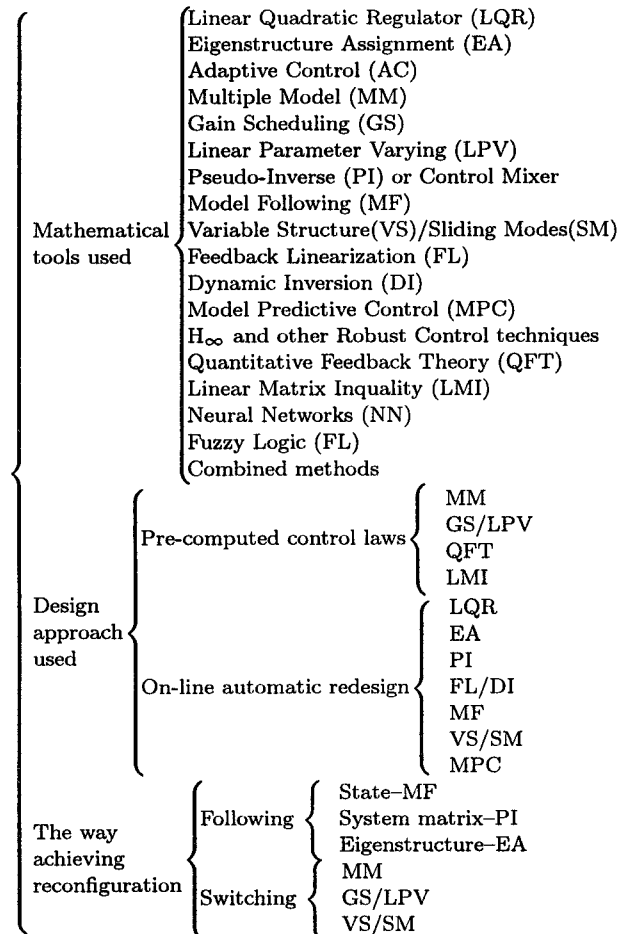 Linear Quadratic Regulator (LQR)
Eigenstructure Assignment (EA)
Adaptive Control (AC)
Multiple Model (MM)
Gain Scheduling (GS)
Linear Parameter Varying (LPV)
Pseudo-Inverse (PI) or Control Mixer
Model Following (MF)
Mathematical
tools used
Variable Structure(VS)/Sliding Modes(SM)
Feedback Linearization (FL)
Dynamic Inversion (DI)
Model Predictive Control (MPC)
H∞ and other Robust Control techniques
Quantitative Feedback Theory (QFT)
Linear Matrix Inquality (LMI)
Neural Networks (NN)
Fuzzy Logic (FL)
Combined methods
Design
approach
used
Pre-computed control laws
MM
GS/LPV
QFT
LMI
On-line automatic redesign
LQR
EA
PI
FL/DI
MF
VS/SM
MPC
The way
achieving
reconfiguration
Following
State–MF
System matrix–PI
Eigenstructure–EA
Switching
MM
GS/LPV
VS/SM